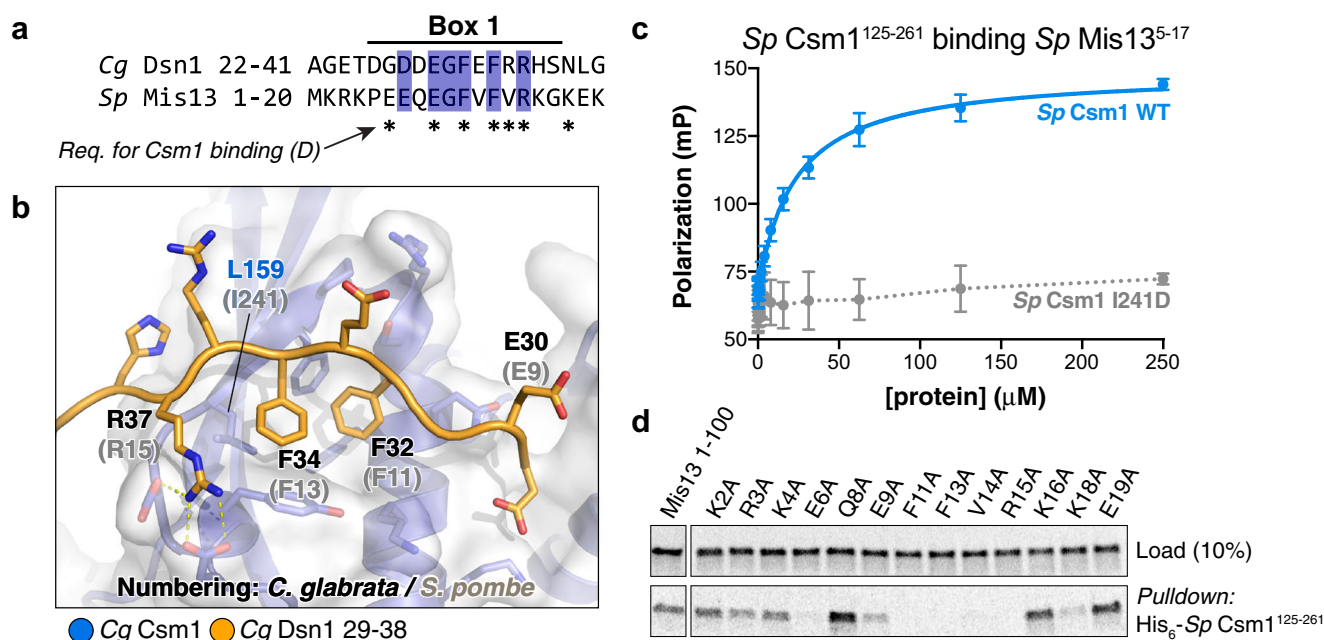 a
Box 1
Cg Dsn1 22-41 AGETDGDDEGFEFRRHSNLG
Sp Mis13 1-20 MKRKPEEQEGFVFVRKGKEK
* * * *** *
Req. for Csm1 binding (D)
b
L159
(I241)
E30
(E9)
R37
(R15)
F34
(F13)
F32
(F11)
Numbering: C. glabrata / S. pombe
Cg Csm1 Cg Dsn1 29-38
c
Sp Csm1125-261 binding Sp Mis135-17
150
125
100
75
50
Polarization (mP)
Sp Csm1 WT
Sp Csm1 I241D
0 50 100 150 200 250
[protein] (μM)
d
Mis13 1-100
K2A
R3A
K4A
E6A
Q8A
E9A
F11A
F13A
V14A
R15A
K16A
K18A
E19A
Load (10%)
Pulldown:
His6-Sp Csm1125-261